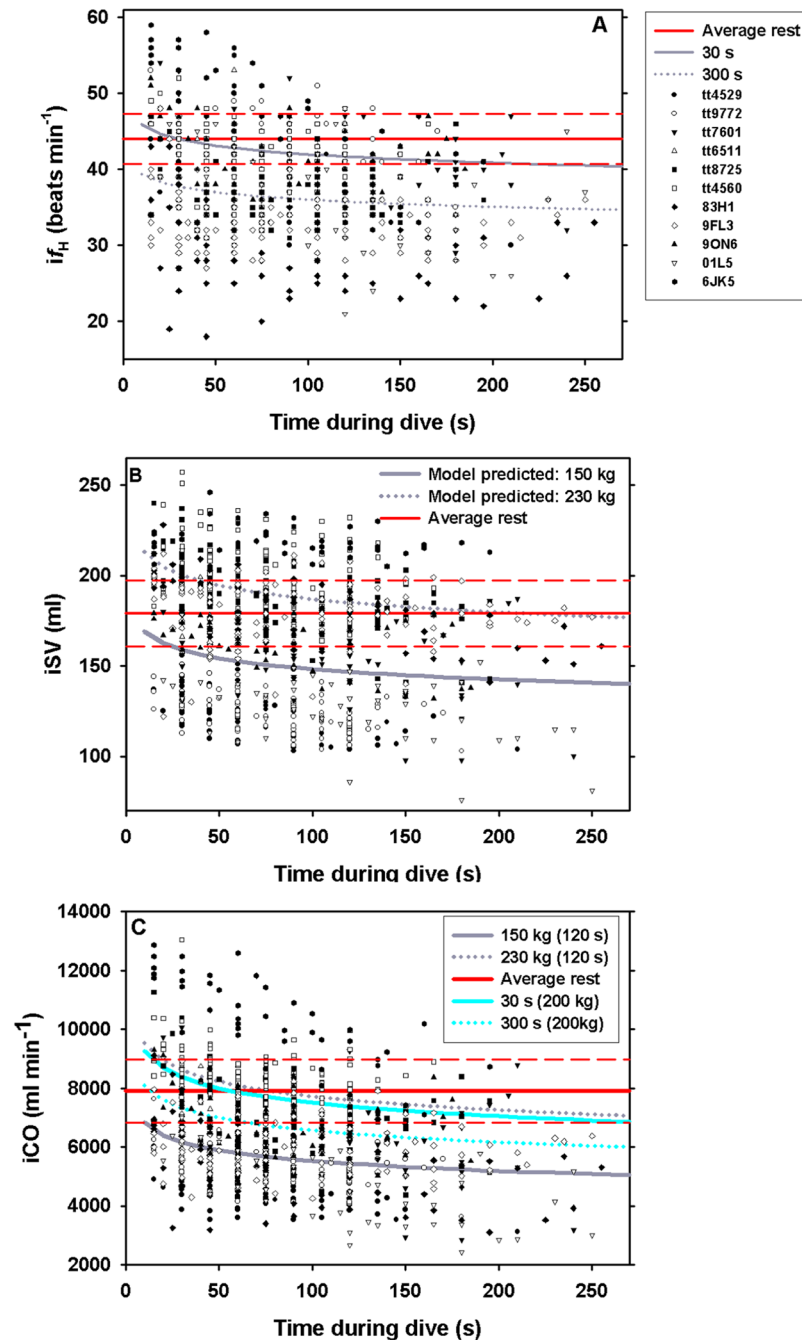 A
60
50
40
30
20
if_H (beats min⁻¹)
0 50 100 150 200 250
Time during dive (s)
Average rest
30 s
300 s
tt4529
tt9772
tt7601
tt6511
tt8725
tt4560
83H1
9FL3
9ON6
01L5
6JK5
B
Model predicted: 150 kg
Model predicted: 230 kg
Average rest
250
200
150
100
iSV (ml)
0 50 100 150 200 250
Time during dive (s)
C
150 kg (120 s)
230 kg (120 s)
Average rest
30 s (200 kg)
300 s (200kg)
14000
12000
10000
8000
6000
4000
2000
iCO (ml min⁻¹)
0 50 100 150 200 250
Time during dive (s)